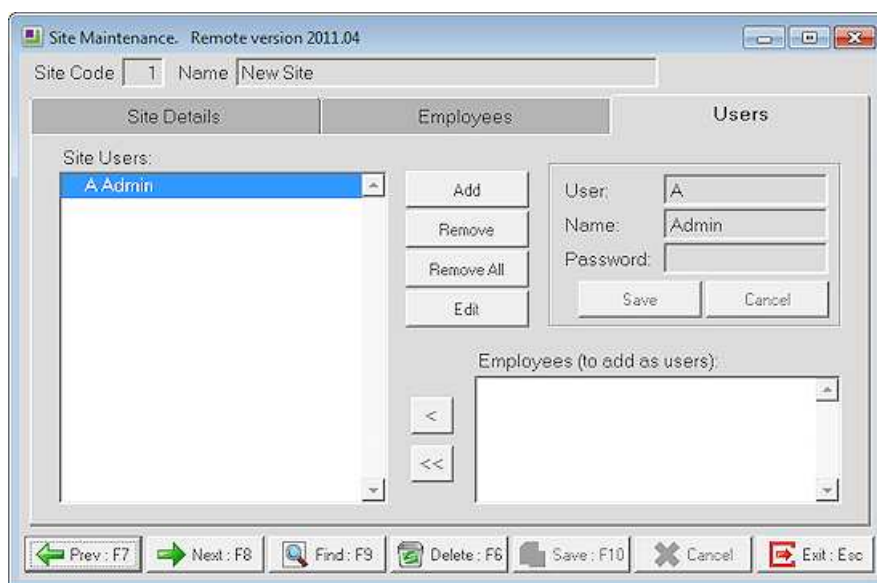 Site Maintenance. Remote version 2011.04
Site Code 1 Name New Site
Site Details Employees Users
Site Users:
A Admin
Add
Remove
Remove All
Edit
User: A
Name: Admin
Password:
Save Cancel
Employees (to add as users):
<
<<
Prev : F7 Next : F8 Find : F9 Delete : F6 Save : F10 Cancel Exit : Esc